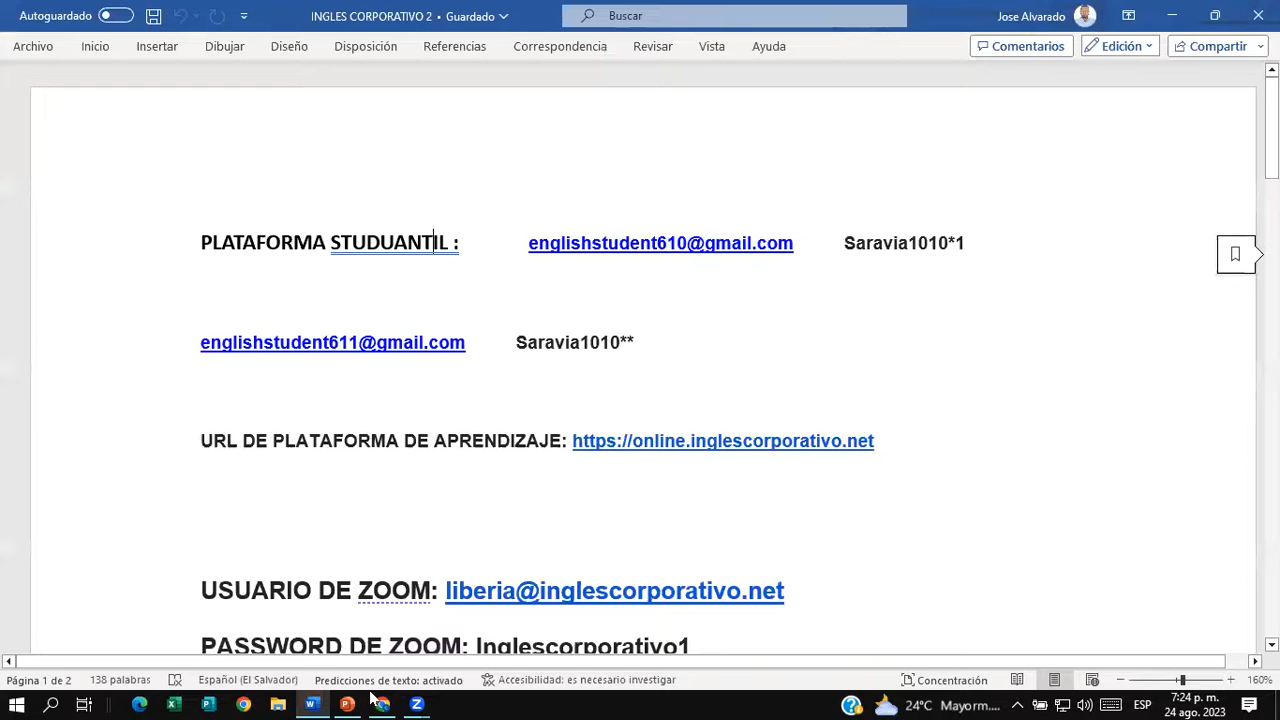 Autoguardado INGLES CORPORATIVO 2 • Guardado Buscar Jose Alvarado
Archivo Inicio Insertar Dibujar Diseño Disposición Referencias Correspondencia Revisar Vista Ayuda Comentarios Edición Compartir
PLATAFORMA STUDUANTIL : englishstudent610@gmail.com Saravia1010*1
englishstudent611@gmail.com Saravia1010**
URL DE PLATAFORMA DE APRENDIZAJE: https://online.inglescorporativo.net
USUARIO DE ZOOM: liberia@inglescorporativo.net
PASSWORD DE ZOOM: Inglescorporativo1
Página 1 de 2 138 palabras Español (El Salvador) Predicciones de texto: activado Accesibilidad: es necesario investigar Concentración 160%
24°C Mayorm... ESP 7:24 p. m.
24 ago. 2023